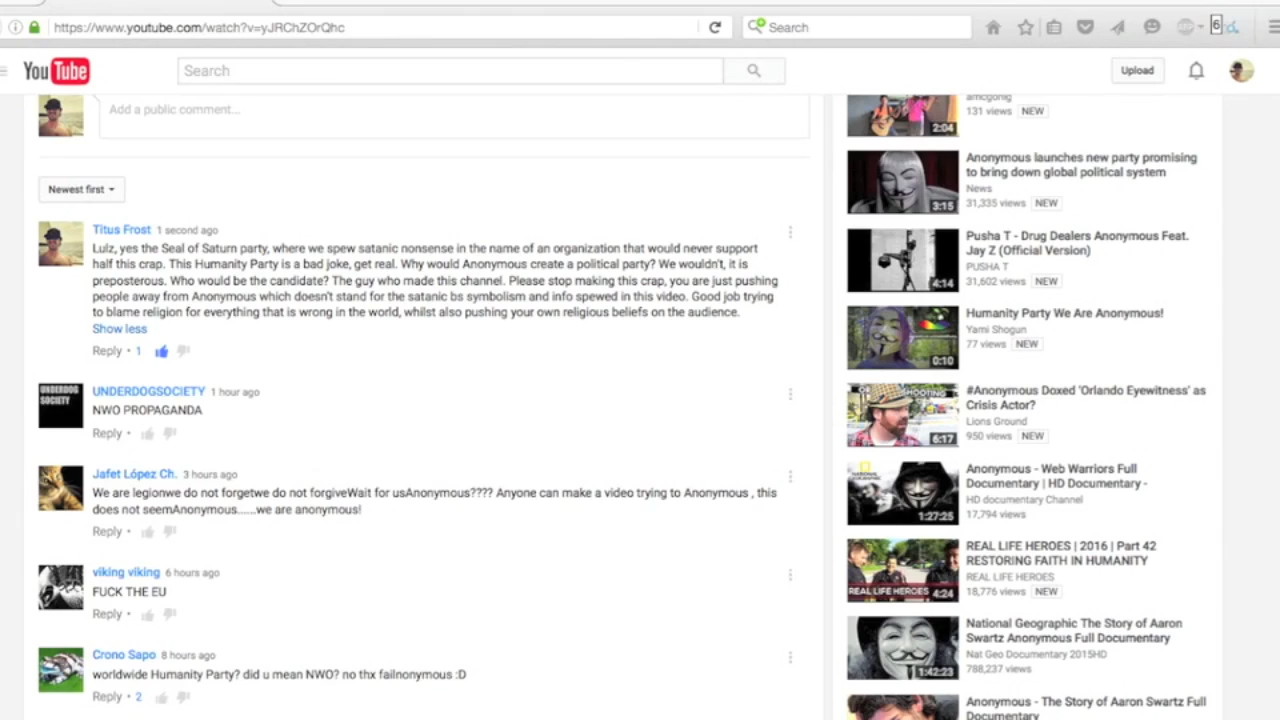 https://www.youtube.com/watch?v=yJRChZOrQhc
Search
6
YouTube
Search
Upload
Add a public comment...
Newest first
Titus Frost 1 second ago
Lulz, yes the Seal of Saturn party, where we spew satanic nonsense in the name of an organization that would never support
half this crap. This Humanity Party is a bad joke, get real. Why would Anonymous create a political party? We wouldn't, it is
preposterous. Who would be the candidate? The guy who made this channel. Please stop making this crap, you are just pushing
people away from Anonymous which doesn't stand for the satanic bs symbolism and info spewed in this video. Good job trying
to blame religion for everything that is wrong in the world, whilst also pushing your own religious beliefs on the audience.
Show less
Reply • 1
UNDERDOG
SOCIETY
UNDERDOGSOCIETY 1 hour ago
NWO PROPAGANDA
Reply •
Jafet López Ch. 3 hours ago
We are legionwe do not forgetwe do not forgiveWait for usAnonymous???? Anyone can make a video trying to Anonymous , this
does not seemAnonymous......we are anonymous!
Reply •
viking viking 6 hours ago
FUCK THE EU
Reply •
Crono Sapo 8 hours ago
worldwide Humanity Party? did u mean NWO? no thx failnonymous :D
Reply • 2
amcgonig
131 views NEW
2:04
Anonymous launches new party promising
to bring down global political system
News
31,335 views NEW
3:15
Pusha T - Drug Dealers Anonymous Feat.
Jay Z (Official Version)
PUSHA T
31,602 views NEW
4:14
Humanity Party We Are Anonymous!
Yami Shogun
77 views NEW
0:10
#Anonymous Doxed 'Orlando Eyewitness' as
Crisis Actor?
Lions Ground
950 views NEW
SHOOTING
6:17
Anonymous - Web Warriors Full
Documentary | HD Documentary -
HD documentary Channel
17,794 views
NATIONAL
GEOGRAPHIC
1:27:25
REAL LIFE HEROES | 2016 | Part 42
RESTORING FAITH IN HUMANITY
REAL LIFE HEROES
18,776 views NEW
REAL LIFE HEROES 4:24
National Geographic The Story of Aaron
Swartz Anonymous Full Documentary
Nat Geo Documentary 2015HD
788,237 views
1:42:23
Anonymous - The Story of Aaron Swartz Full
Documentary